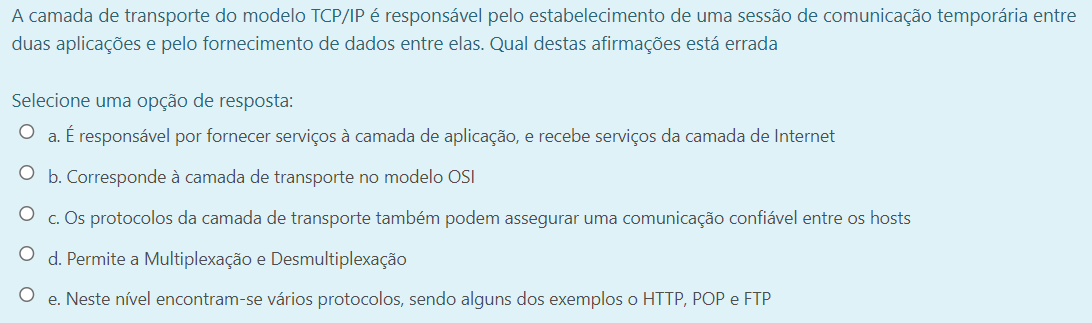 A camada de transporte do modelo TCP/IP é responsável pelo estabelecimento de uma sessão de comunicação temporária entre
duas aplicações e pelo fornecimento de dados entre elas. Qual destas afirmações está errada
Selecione uma opção de resposta:
a. É responsável por fornecer serviços à camada de aplicação, e recebe serviços da camada de Internet
b. Corresponde à camada de transporte no modelo OSI
c. Os protocolos da camada de transporte também podem assegurar uma comunicação confiável entre os hosts
d. Permite a Multiplexação e Desmultiplexação
e. Neste nível encontram-se vários protocolos, sendo alguns dos exemplos o HTTP, POP e FTP